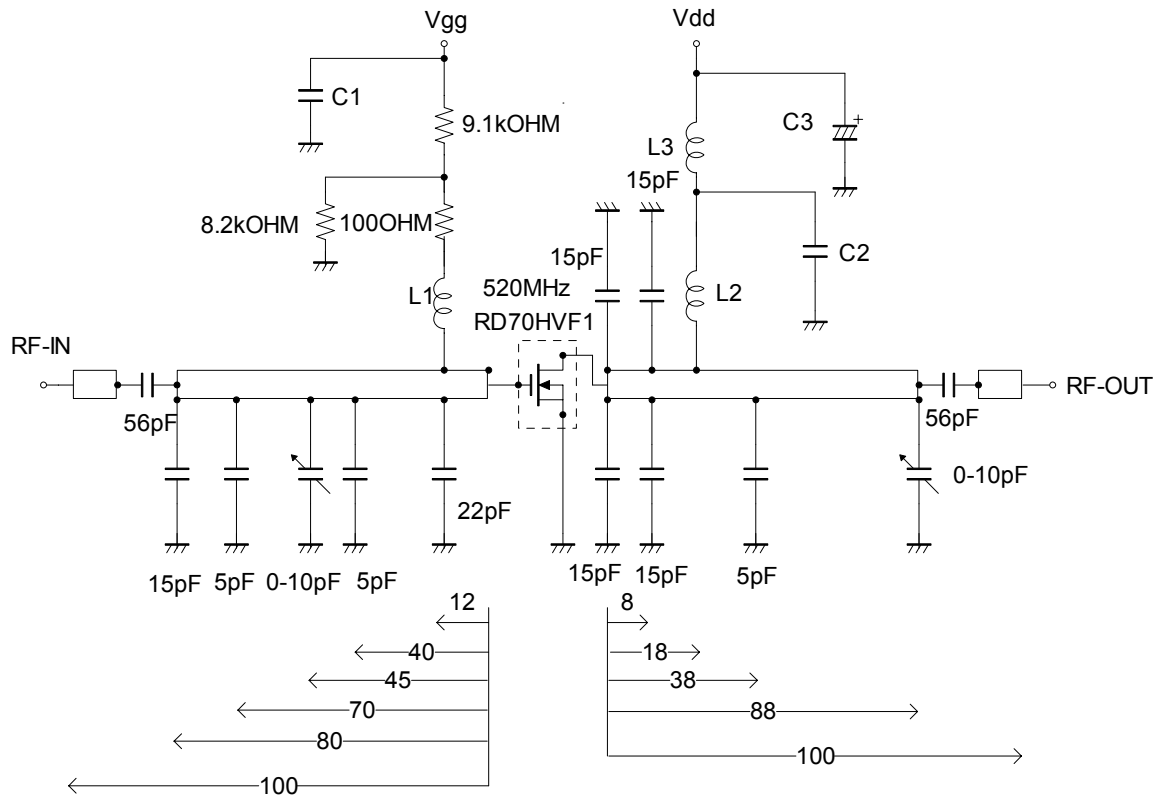 Vgg
Vdd
C1
9.1kOHM
C3
+
L3
15pF
8.2kOHM
100OHM
15pF
C2
L1
520MHz
L2
RD70HVF1
RF-IN
RF-OUT
56pF
56pF
0-10pF
22pF
15pF
5pF
0-10pF
5pF
15pF
15pF
5pF
12
8
40
18
45
38
70
88
80
100
100